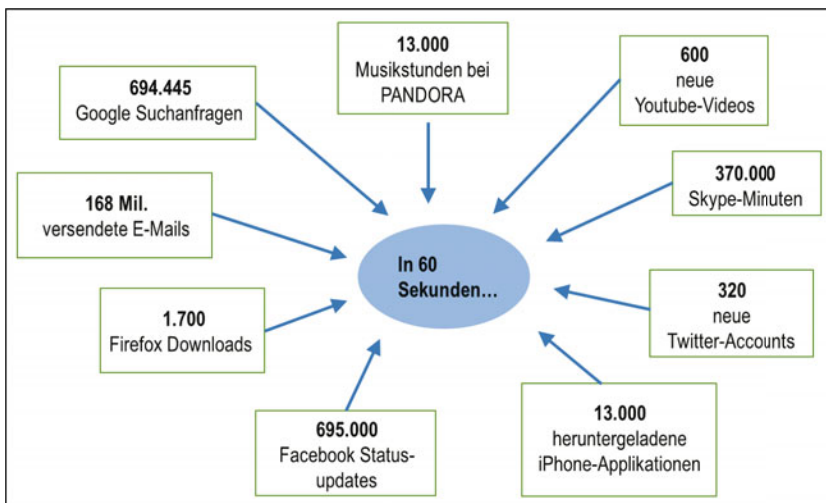 13.000
Musikstunden bei
PANDORA
600
neue
Youtube-Videos
694.445
Google Suchanfragen
370.000
Skype-Minuten
168 Mil.
versendete E-Mails
In 60
Sekunden...
320
neue
Twitter-Accounts
1.700
Firefox Downloads
13.000
heruntergeladene
iPhone-Applikationen
695.000
Facebook Status-
updates